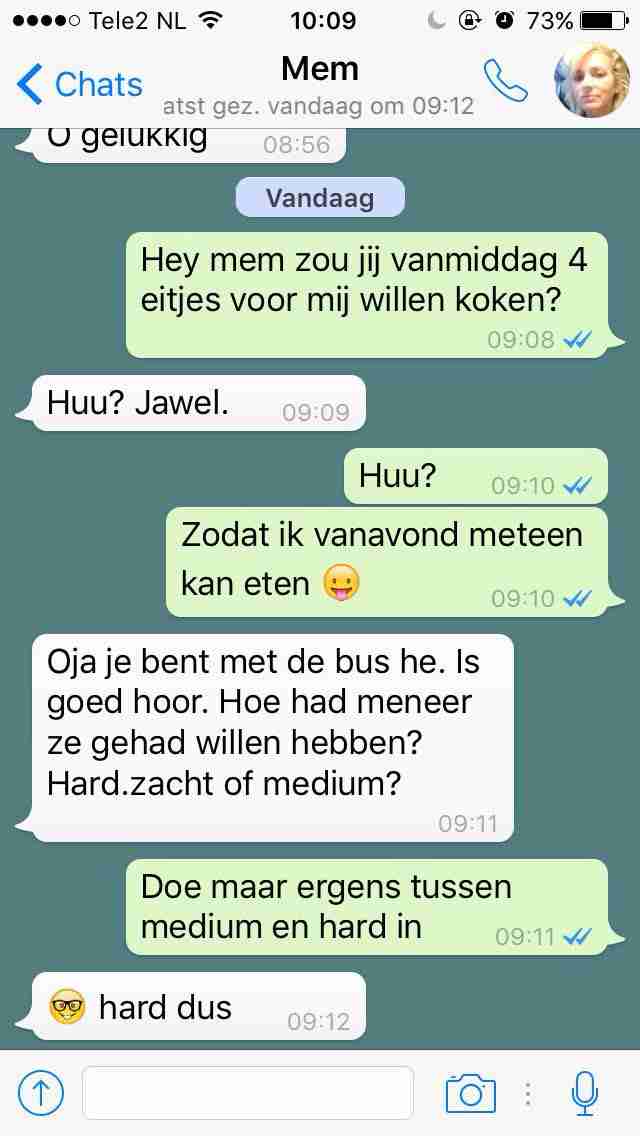 Tele2 NL 10:09 73%
Chats Mem
atst gez. vandaag om 09:12
O gelukkig 08:56
Vandaag
Hey mem zou jij vanmiddag 4
eitjes voor mij willen koken?
09:08
Huu? Jawel. 09:09
Huu? 09:10
Zodat ik vanavond meteen
kan eten 😛 09:10
Oja je bent met de bus he. Is
goed hoor. Hoe had meneer
ze gehad willen hebben?
Hard.zacht of medium?
09:11
Doe maar ergens tussen
medium en hard in 09:11
🤓 hard dus 09:12